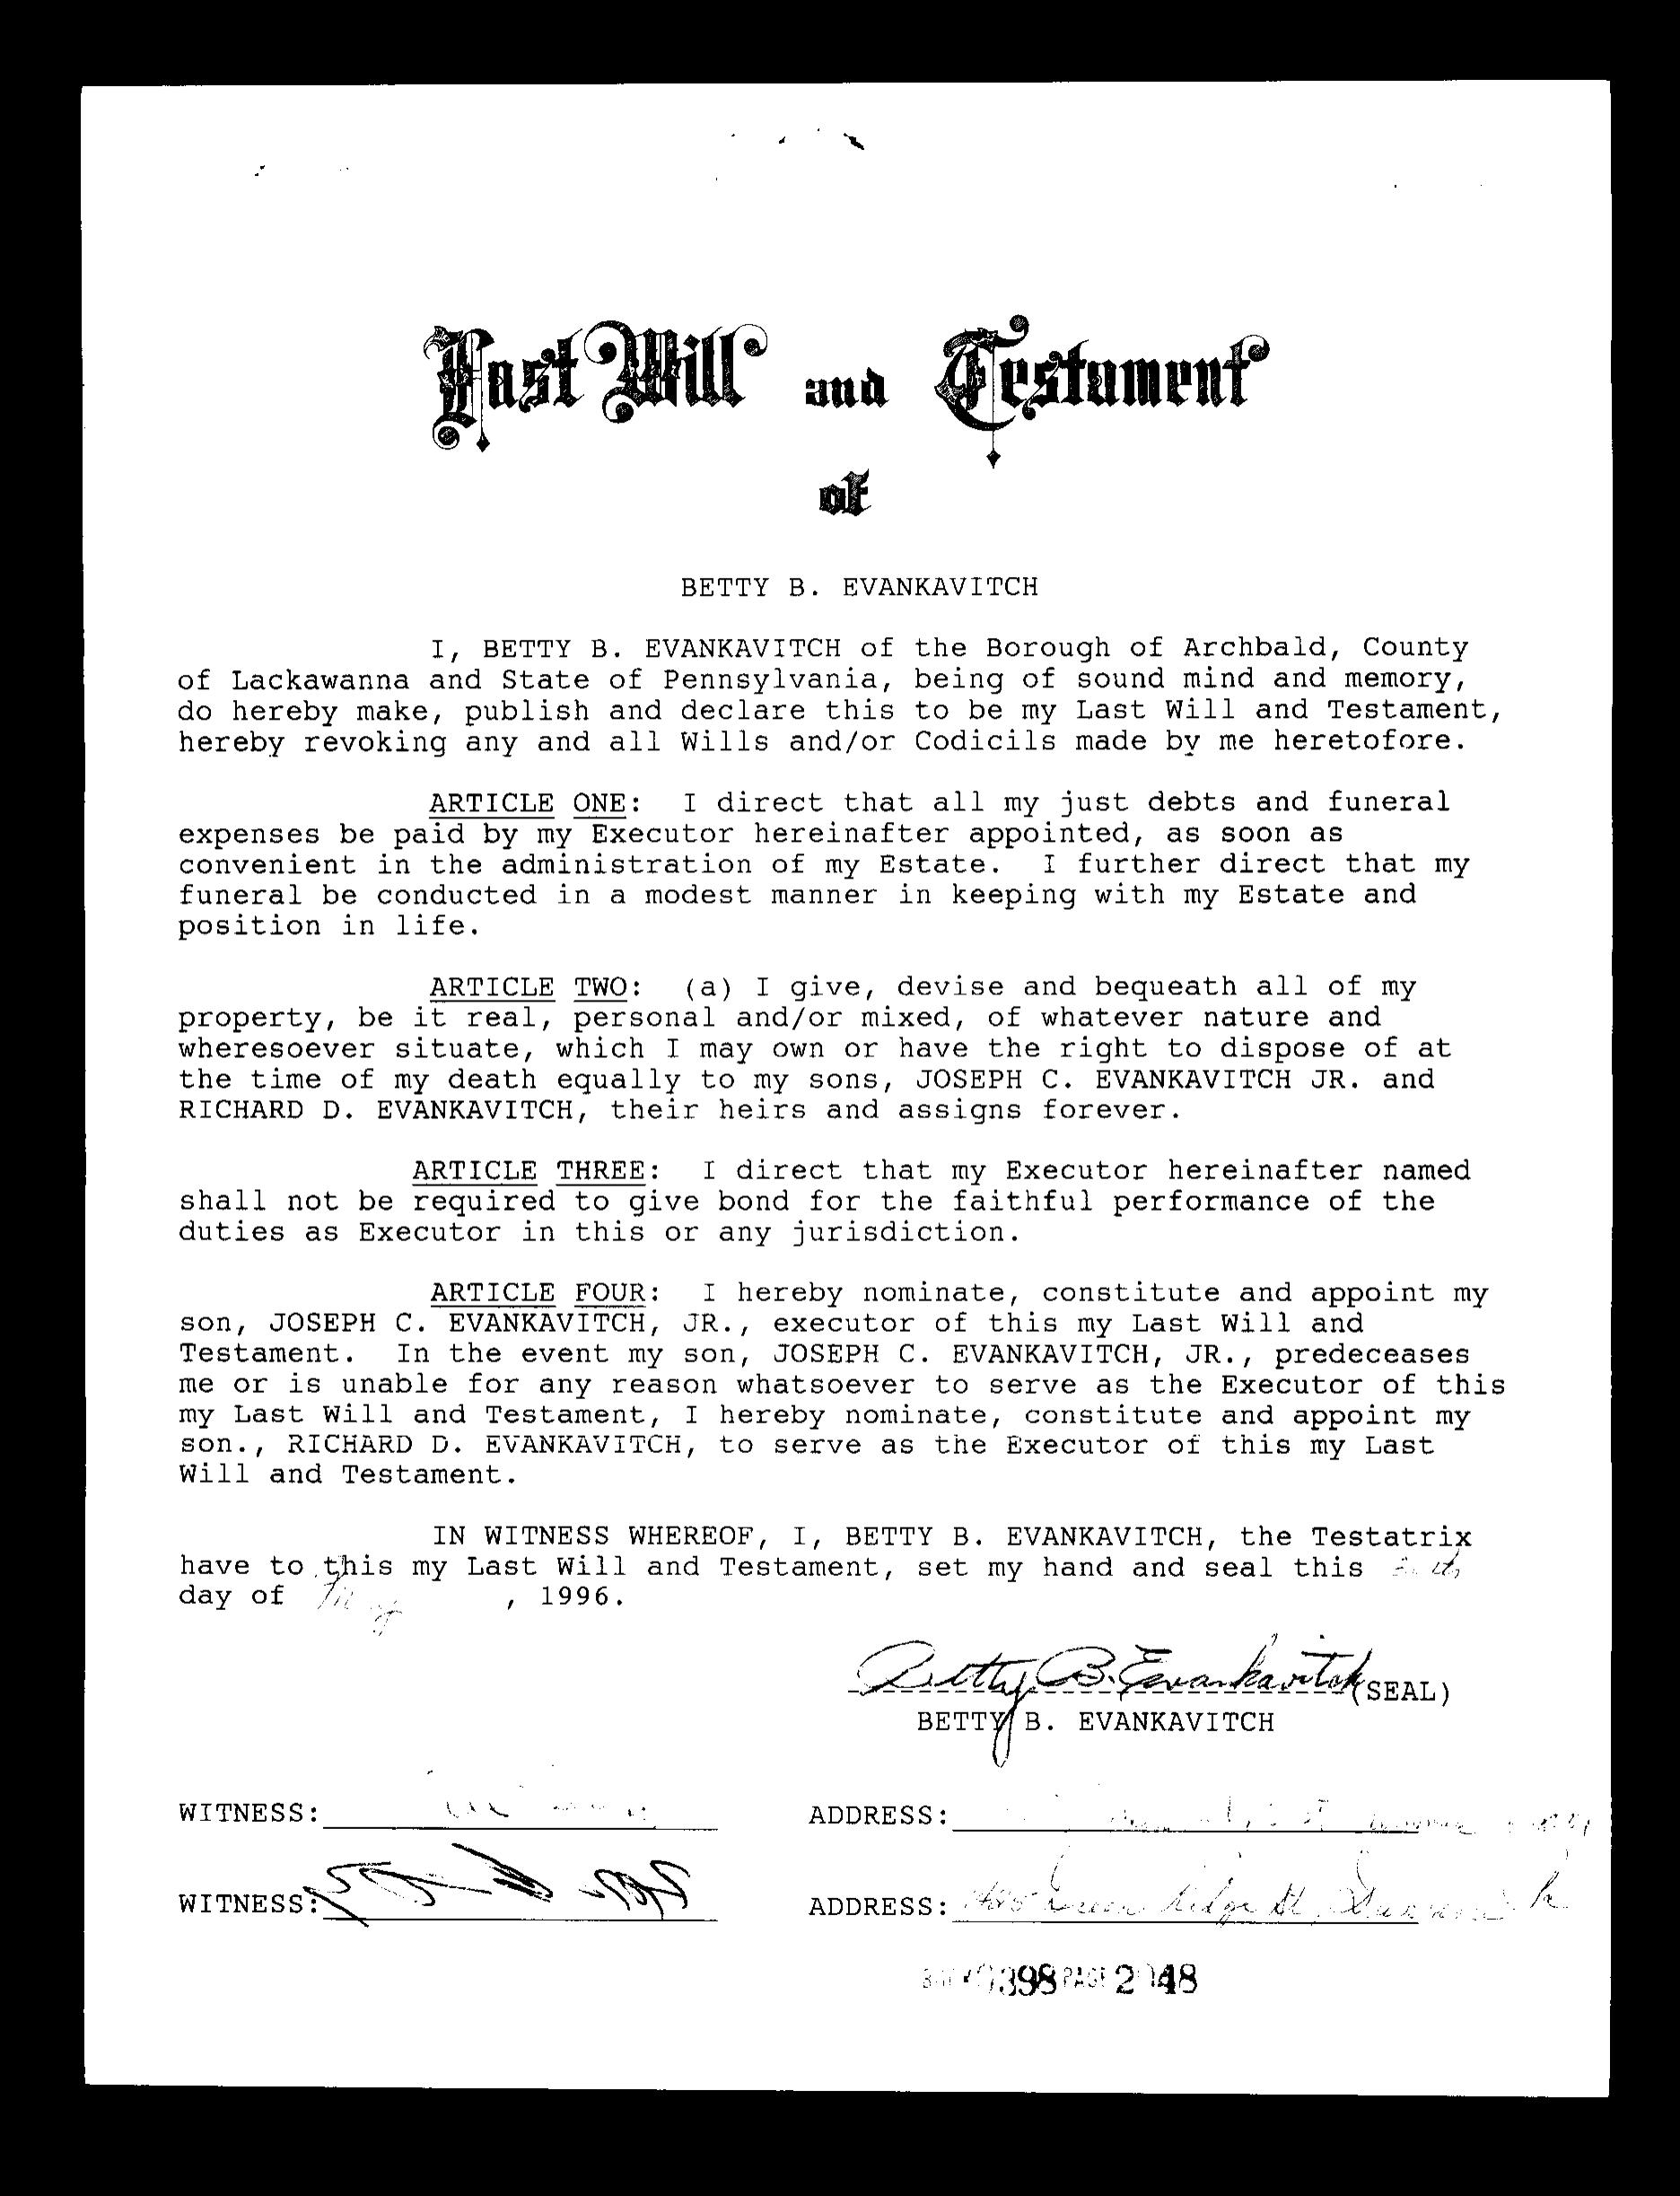 Last Will and Testament
of
BETTY B. EVANKAVITCH
I, BETTY B. EVANKAVITCH of the Borough of Archbald, County
of Lackawanna and State of Pennsylvania, being of sound mind and memory,
do hereby make, publish and declare this to be my Last Will and Testament,
hereby revoking any and all Wills and/or Codicils made by me heretofore.
ARTICLE ONE: I direct that all my just debts and funeral
expenses be paid by my Executor hereinafter appointed, as soon as
convenient in the administration of my Estate. I further direct that my
funeral be conducted in a modest manner in keeping with my Estate and
position in life.
ARTICLE TWO: (a) I give, devise and bequeath all of my
property, be it real, personal and/or mixed, of whatever nature and
wheresoever situate, which I may own or have the right to dispose of at
the time of my death equally to my sons, JOSEPH C. EVANKAVITCH JR. and
RICHARD D. EVANKAVITCH, their heirs and assigns forever.
ARTICLE THREE: I direct that my Executor hereinafter named
shall not be required to give bond for the faithful performance of the
duties as Executor in this or any jurisdiction.
ARTICLE FOUR: I hereby nominate, constitute and appoint my
son, JOSEPH C. EVANKAVITCH, JR., executor of this my Last Will and
Testament. In the event my son, JOSEPH C. EVANKAVITCH, JR., predeceases
me or is unable for any reason whatsoever to serve as the Executor of this
my Last Will and Testament, I hereby nominate, constitute and appoint my
son., RICHARD D. EVANKAVITCH, to serve as the Executor of this my Last
Will and Testament.
IN WITNESS WHEREOF, I, BETTY B. EVANKAVITCH, the Testatrix
have to this my Last Will and Testament, set my hand and seal this
day of May , 1996.
Betty B. Evankavitch (SEAL)
BETTY B. EVANKAVITCH
WITNESS: ADDRESS:
WITNESS: ADDRESS: Ridge St
0398 PAGE